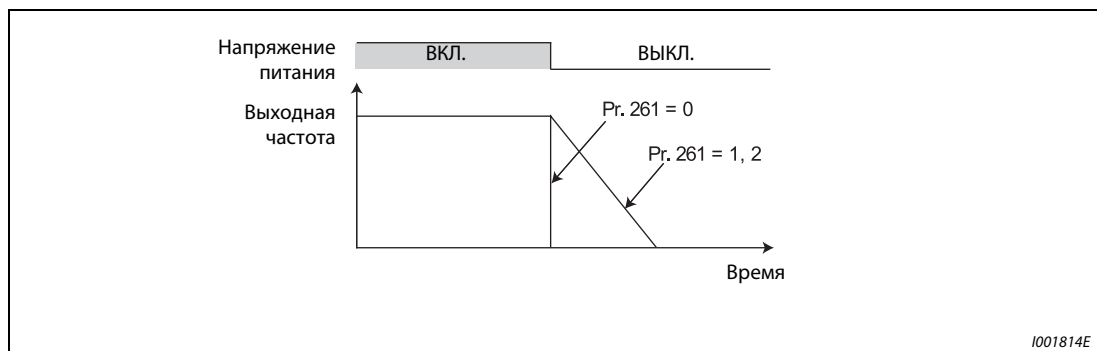 Напряжение
питания
ВКЛ.
ВЫКЛ.
Выходная
частота
Pr. 261 = 0
Pr. 261 = 1, 2
Время
I001814E